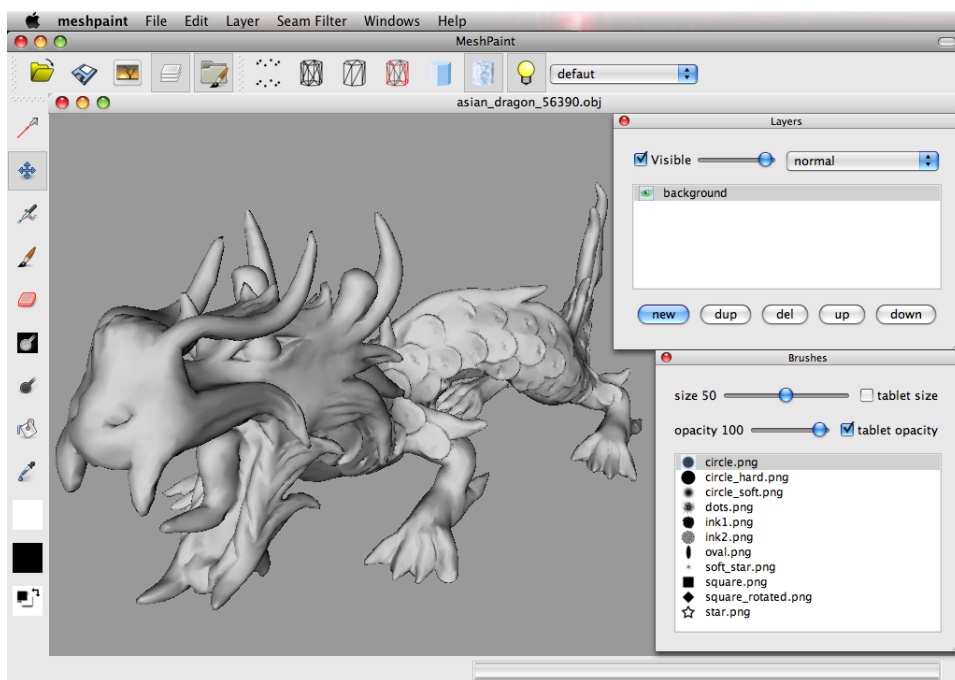 meshpaint File Edit Layer Seam Filter Windows Help
MeshPaint
defaut
asian_dragon_56390.obj
Layers
Visible normal
background
new dup del up down
Brushes
size 50 tablet size
opacity 100 tablet opacity
circle.png
circle_hard.png
circle_soft.png
dots.png
ink1.png
ink2.png
oval.png
soft_star.png
square.png
square_rotated.png
star.png